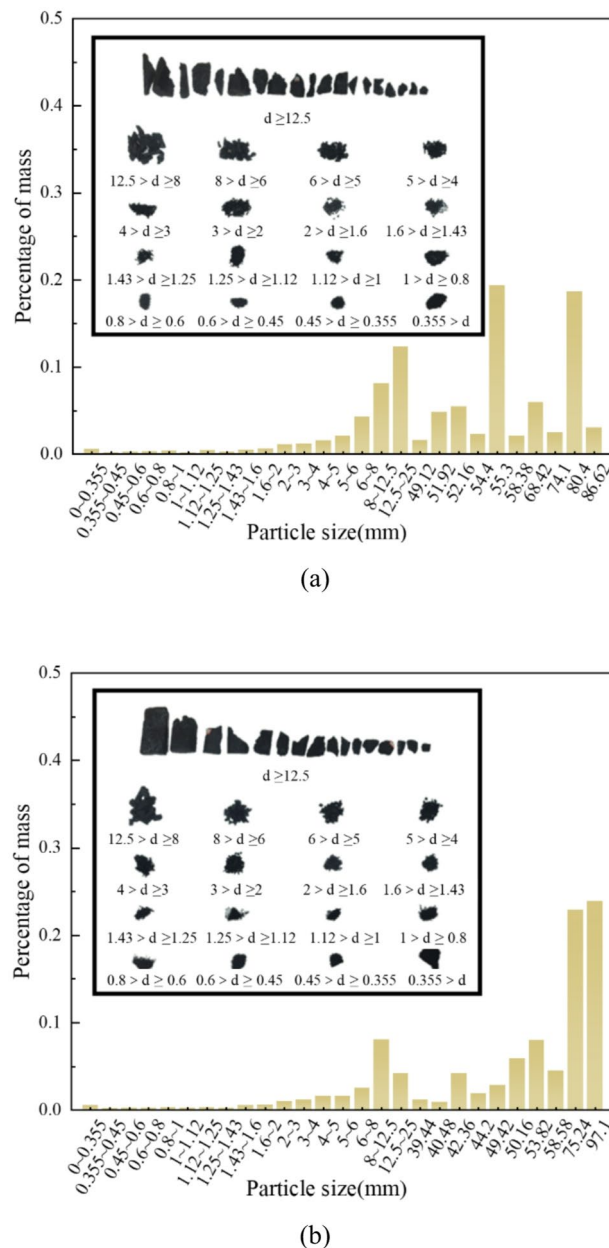 0.5
0.4
0.3
0.2
0.1
0.0
Percentage of mass
d ≥12.5
12.5 > d ≥8
8 > d ≥6
6 > d ≥5
5 > d ≥4
4 > d ≥3
3 > d ≥2
2 > d ≥1.6
1.6 > d ≥1.43
1.43 > d ≥1.25
1.25 > d ≥1.12
1.12 > d ≥1
1 > d ≥ 0.8
0.8 > d ≥ 0.6
0.6 > d ≥ 0.45
0.45 > d ≥ 0.355
0.355 > d
0~0.355
0.355~0.45
0.45~0.6
0.6~0.8
0.8~1
1~1.12
1.12~1.25
1.25~1.43
1.43~1.6
1.6~2
2~3
3~4
4~5
5~6
6~8
8~12.5
12.5~25
49.12
51.92
52.16
54.4
55.3
58.38
68.42
74.1
80.4
86.62
Particle size(mm)
(a)
0.5
0.4
0.3
0.2
0.1
0.0
Percentage of mass
d ≥12.5
12.5 > d ≥8
8 > d ≥6
6 > d ≥5
5 > d ≥4
4 > d ≥3
3 > d ≥2
2 > d ≥1.6
1.6 > d ≥1.43
1.43 > d ≥1.25
1.25 > d ≥1.12
1.12 > d ≥1
1 > d ≥ 0.8
0.8 > d ≥ 0.6
0.6 > d ≥ 0.45
0.45 > d ≥ 0.355
0.355 > d
0~0.355
0.355~0.45
0.45~0.6
0.6~0.8
0.8~1
1~1.12
1.12~1.25
1.25~1.43
1.43~1.6
1.6~2
2~3
3~4
4~5
5~6
6~8
8~12.5
12.5~25
39.44
40.48
42.36
44.2
49.42
50.16
53.82
58.58
75.24
97.1
Particle size(mm)
(b)